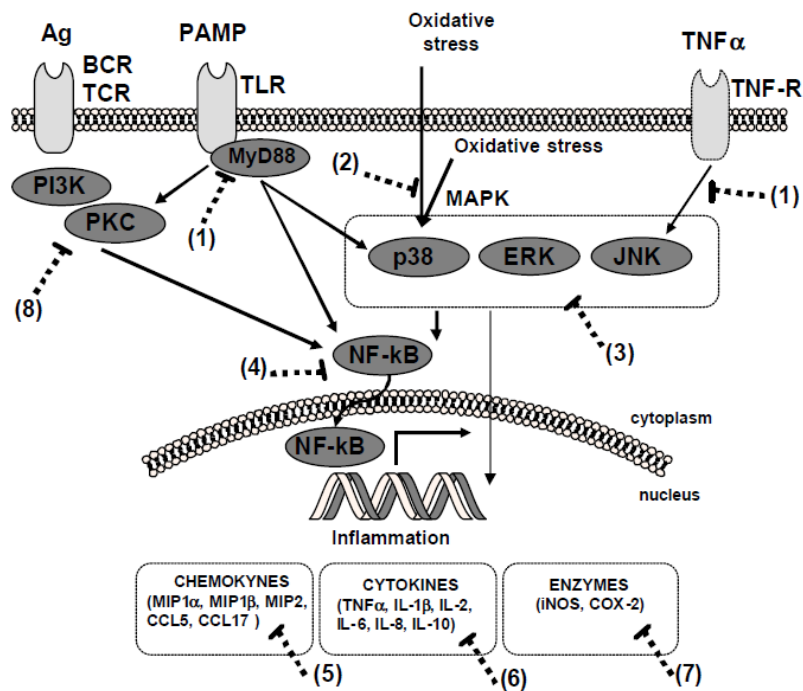 Ag
PAMP
Oxidative
stress
TNFα
BCR
TCR
TLR
TNF-R
MyD88
Oxidative stress
(2)
PI3K
MAPK
(1)
PKC
(1)
p38
ERK
JNK
(8)
(3)
NF-kB
(4)
cytoplasm
NF-kB
nucleus
Inflammation
CHEMOKYNES
(MIP1α, MIP1β, MIP2,
CCL5, CCL17 )
CYTOKINES
(TNFα, IL-1β, IL-2,
IL-6, IL-8, IL-10)
ENZYMES
(iNOS, COX-2)
(5)
(6)
(7)